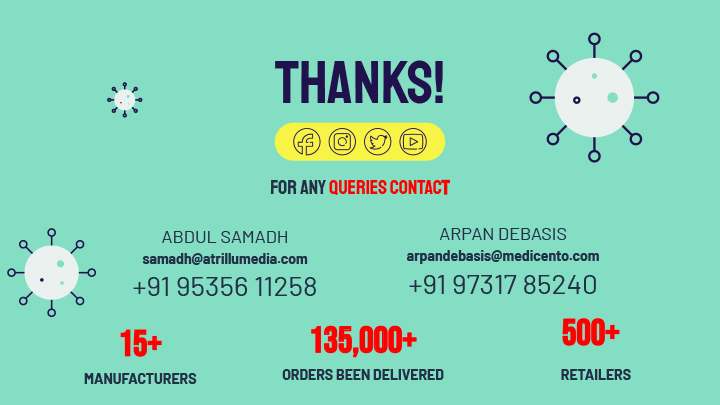 THANKS!
FOR ANY QUERIES CONTACT
ABDUL SAMADH
samadh@atrillumedia.com
+91 95356 11258
ARPAN DEBASIS
arpandebasis@medicento.com
+91 97317 85240
15+
MANUFACTURERS
135,000+
ORDERS BEEN DELIVERED
500+
RETAILERS